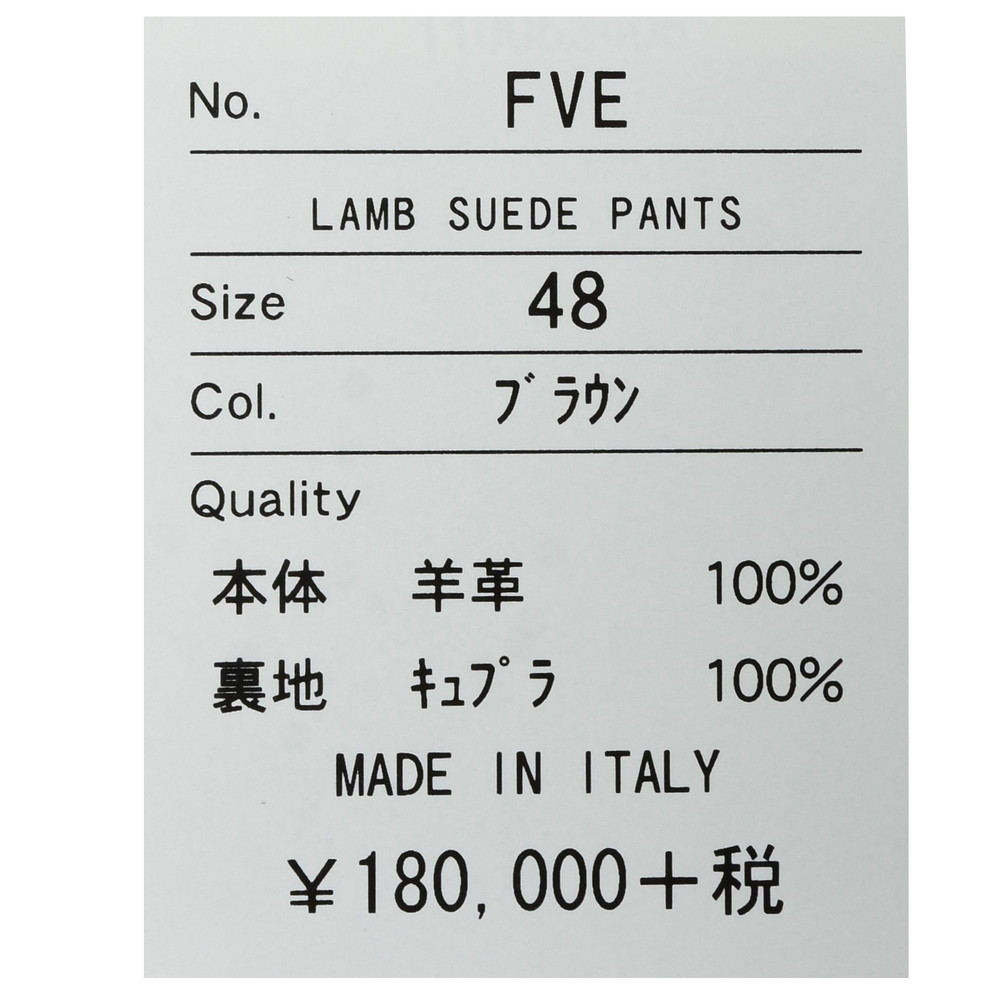 No. FVE
LAMB SUEDE PANTS
Size 48
Col. ﾌﾞﾗｳﾝ
Quality
本体 羊革 100%
裏地 ｷｭﾌﾟﾗ 100%
MADE IN ITALY
¥180,000+税